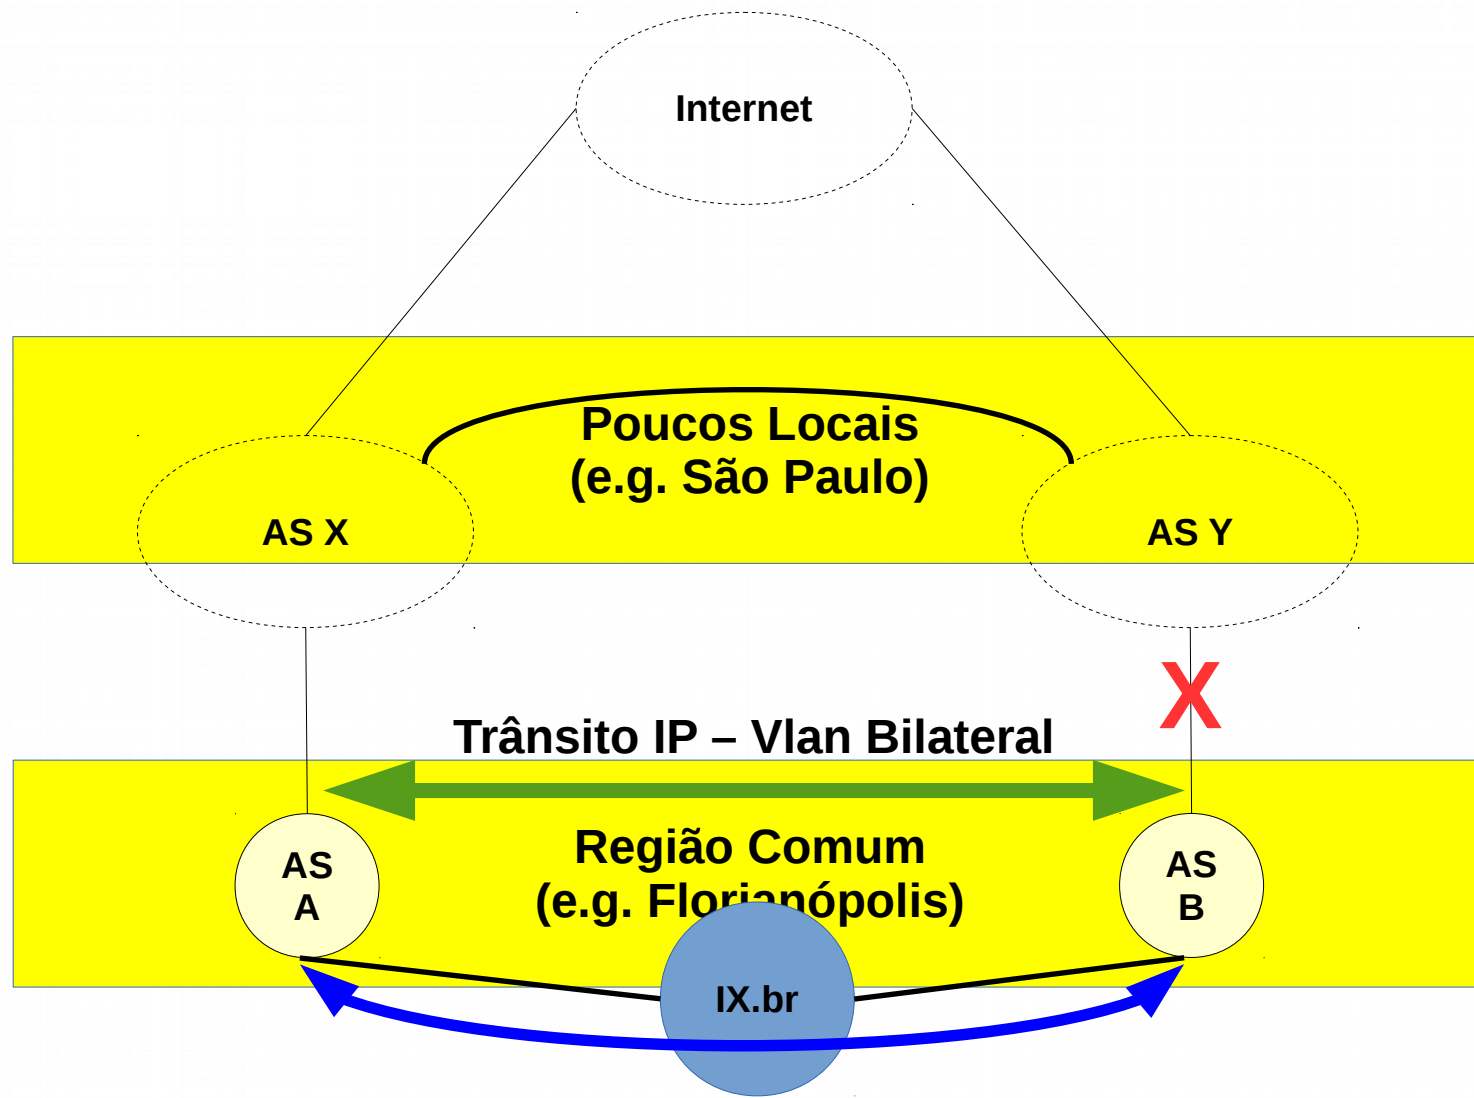 Internet
Poucos Locais
(e.g. São Paulo)
AS X
AS Y
X
Trânsito IP – Vlan Bilateral
Região Comum
(e.g. Florianópolis)
AS
A
AS
B
IX.br